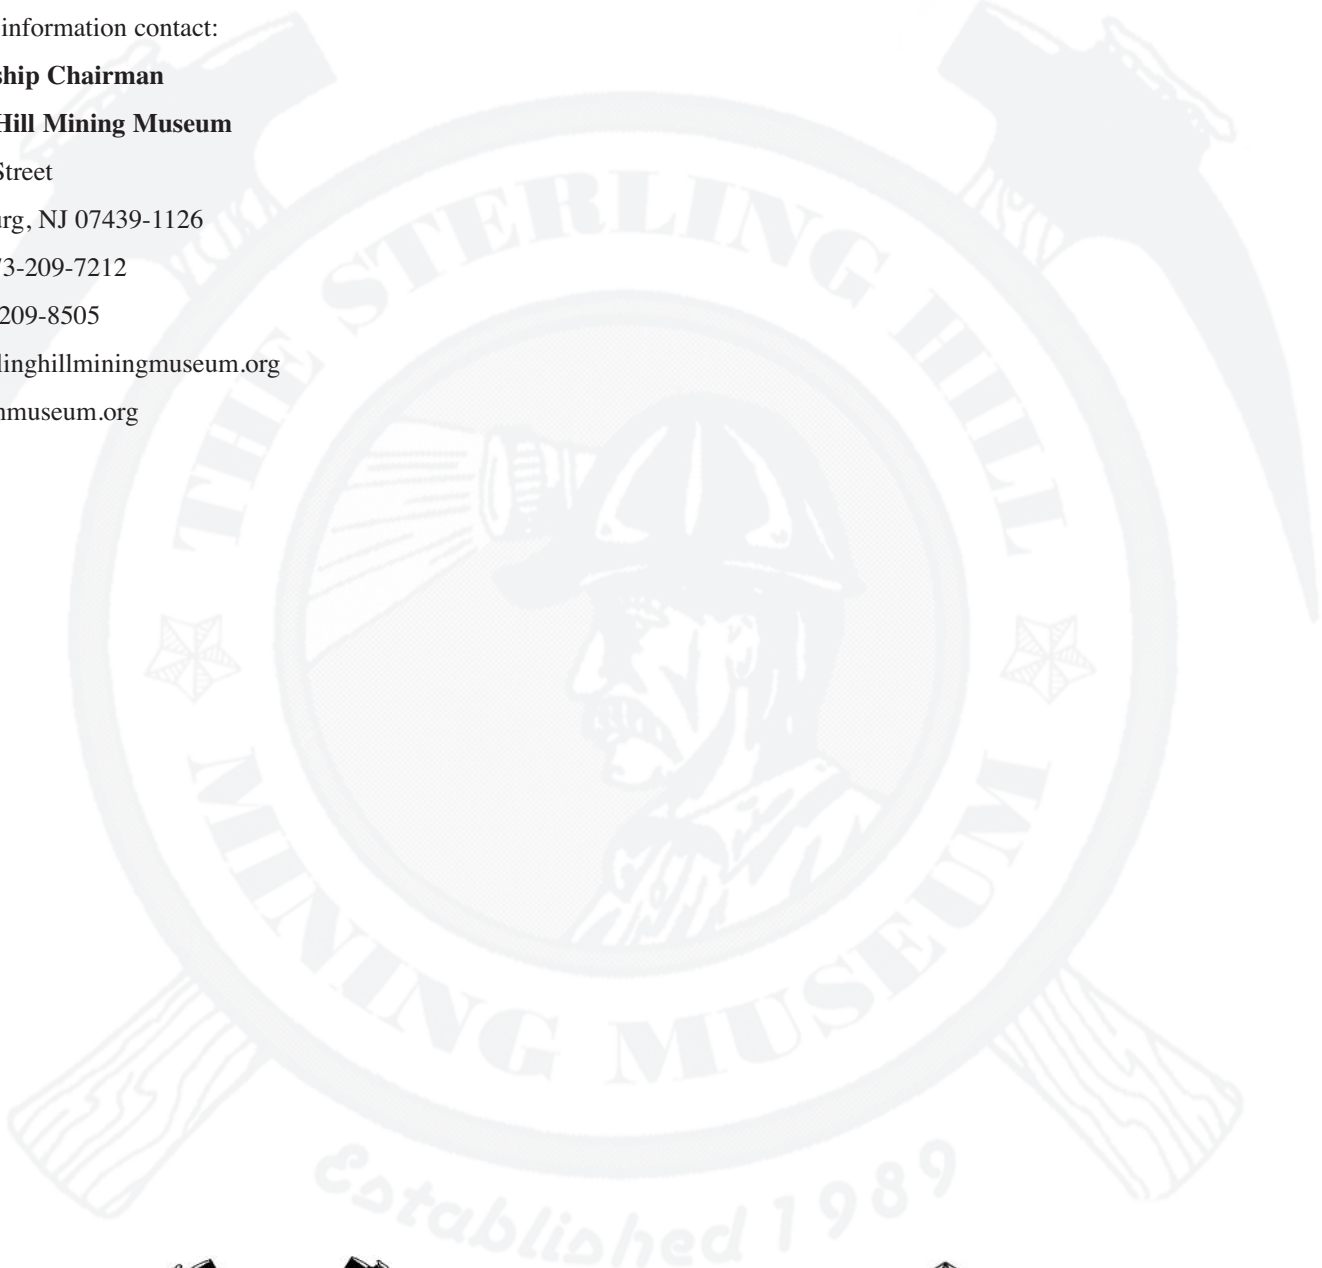 information contact:
ship Chairman
Hill Mining Museum
Street
urg, NJ 07439-1126
73-209-7212
209-8505
linghillminingmuseum.org
nmuseum.org
THE STERLING HILL
MINING MUSEUM
Established 1989